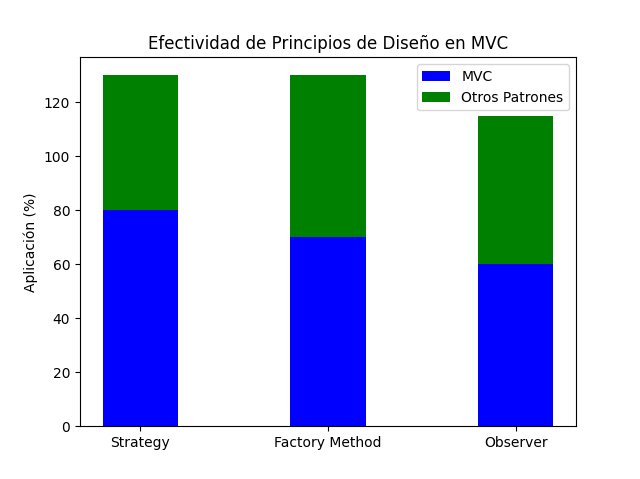 Efectividad de Principios de Diseño en MVC
MVC
Otros Patrones
Aplicación (%)
120
100
80
60
40
20
0
Strategy
Factory Method
Observer